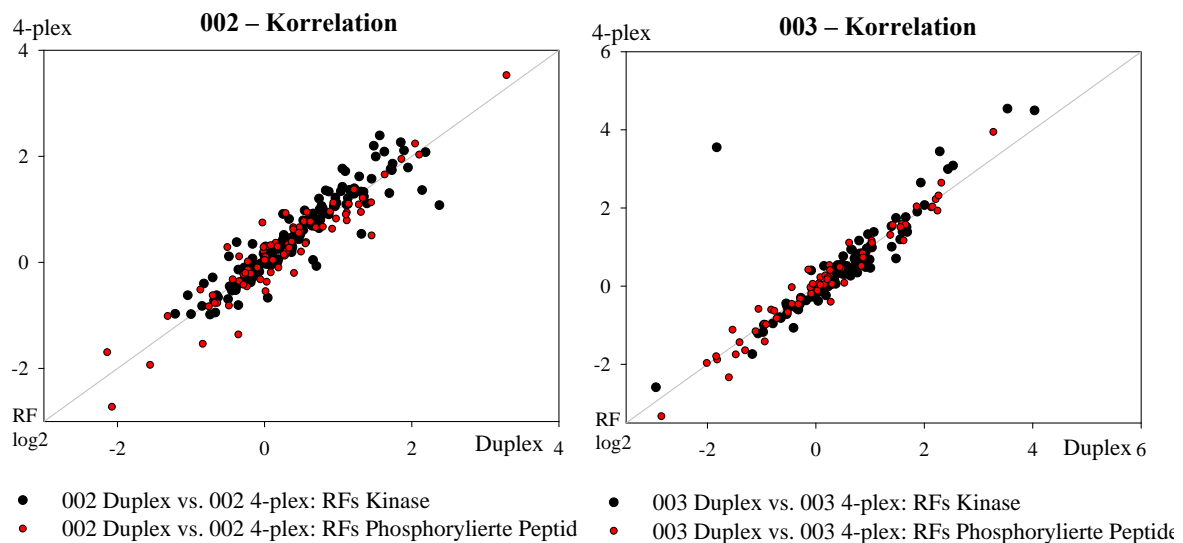 002 – Korrelation
4-plex
4
2
0
-2
RF
log2
-2
0
2
4
Duplex
002 Duplex vs. 002 4-plex: RFs Kinase
002 Duplex vs. 002 4-plex: RFs Phosphorylierte Peptid
003 – Korrelation
4-plex
6
4
2
0
-2
RF
log2
-2
0
2
4
Duplex 6
003 Duplex vs. 003 4-plex: RFs Kinase
003 Duplex vs. 003 4-plex: RFs Phosphorylierte Peptide